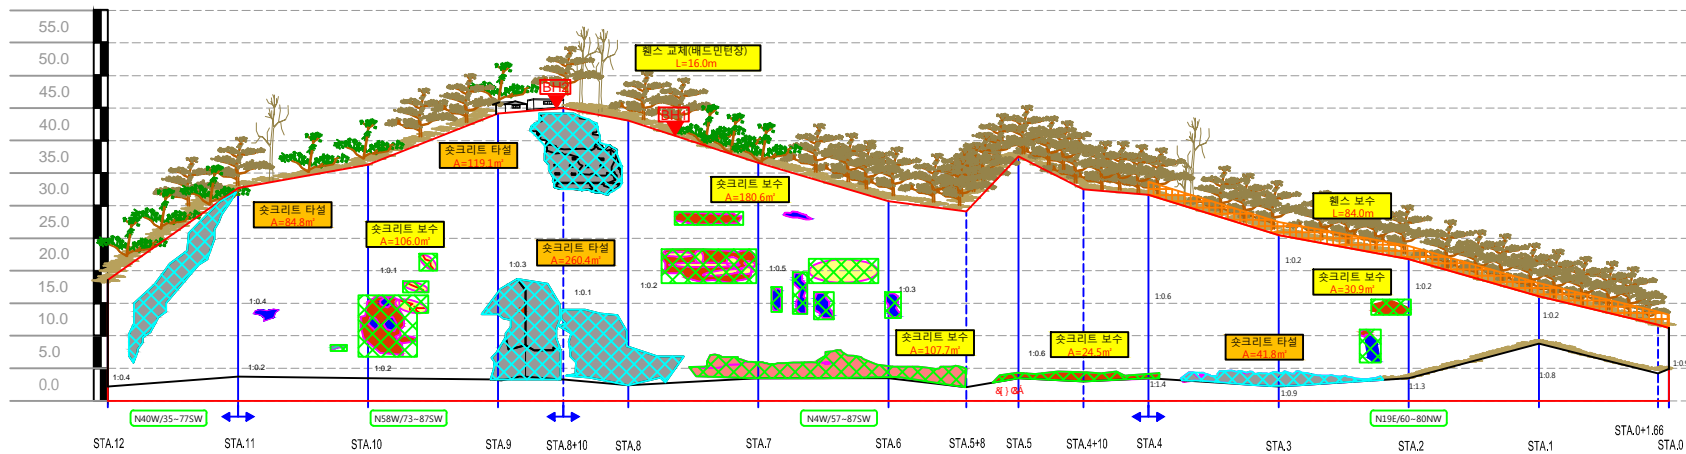 55.0
50.0
45.0
40.0
35.0
30.0
25.0
20.0
15.0
10.0
5.0
0.0
휀스 교체(배드민턴장)
L=16.0m
BH2
BH1
숏크리트 타설
A=119.1㎡
숏크리트 타설
A=84.8㎡
숏크리트 보수
A=106.0㎡
숏크리트 타설
A=260.4㎡
숏크리트 보수
A=180.6㎡
휀스 보수
L=84.0m
숏크리트 보수
A=30.9㎡
숏크리트 보수
A=107.7㎡
숏크리트 보수
A=24.5㎡
숏크리트 타설
A=41.8㎡
1:0.4
1:0.4
1:0.2
1:0.1
1:0.2
1:0.3
1:0.1
1:0.2
1:0.5
1:0.3
1:0.6
1:0.6
1:1.4
1:0.2
1:0.9
1:0.2
1:1.3
1:0.2
1:0.2
1:0.8
N40W/35~77SW
N58W/73~87SW
N4W/57~87SW
N19E/60~80NW
STA.12
STA.11
STA.10
STA.9
STA.8+10
STA.8
STA.7
STA.6
STA.5+8
STA.5
STA.4+10
STA.4
STA.3
STA.2
STA.1
STA.0+1.66
STA.0